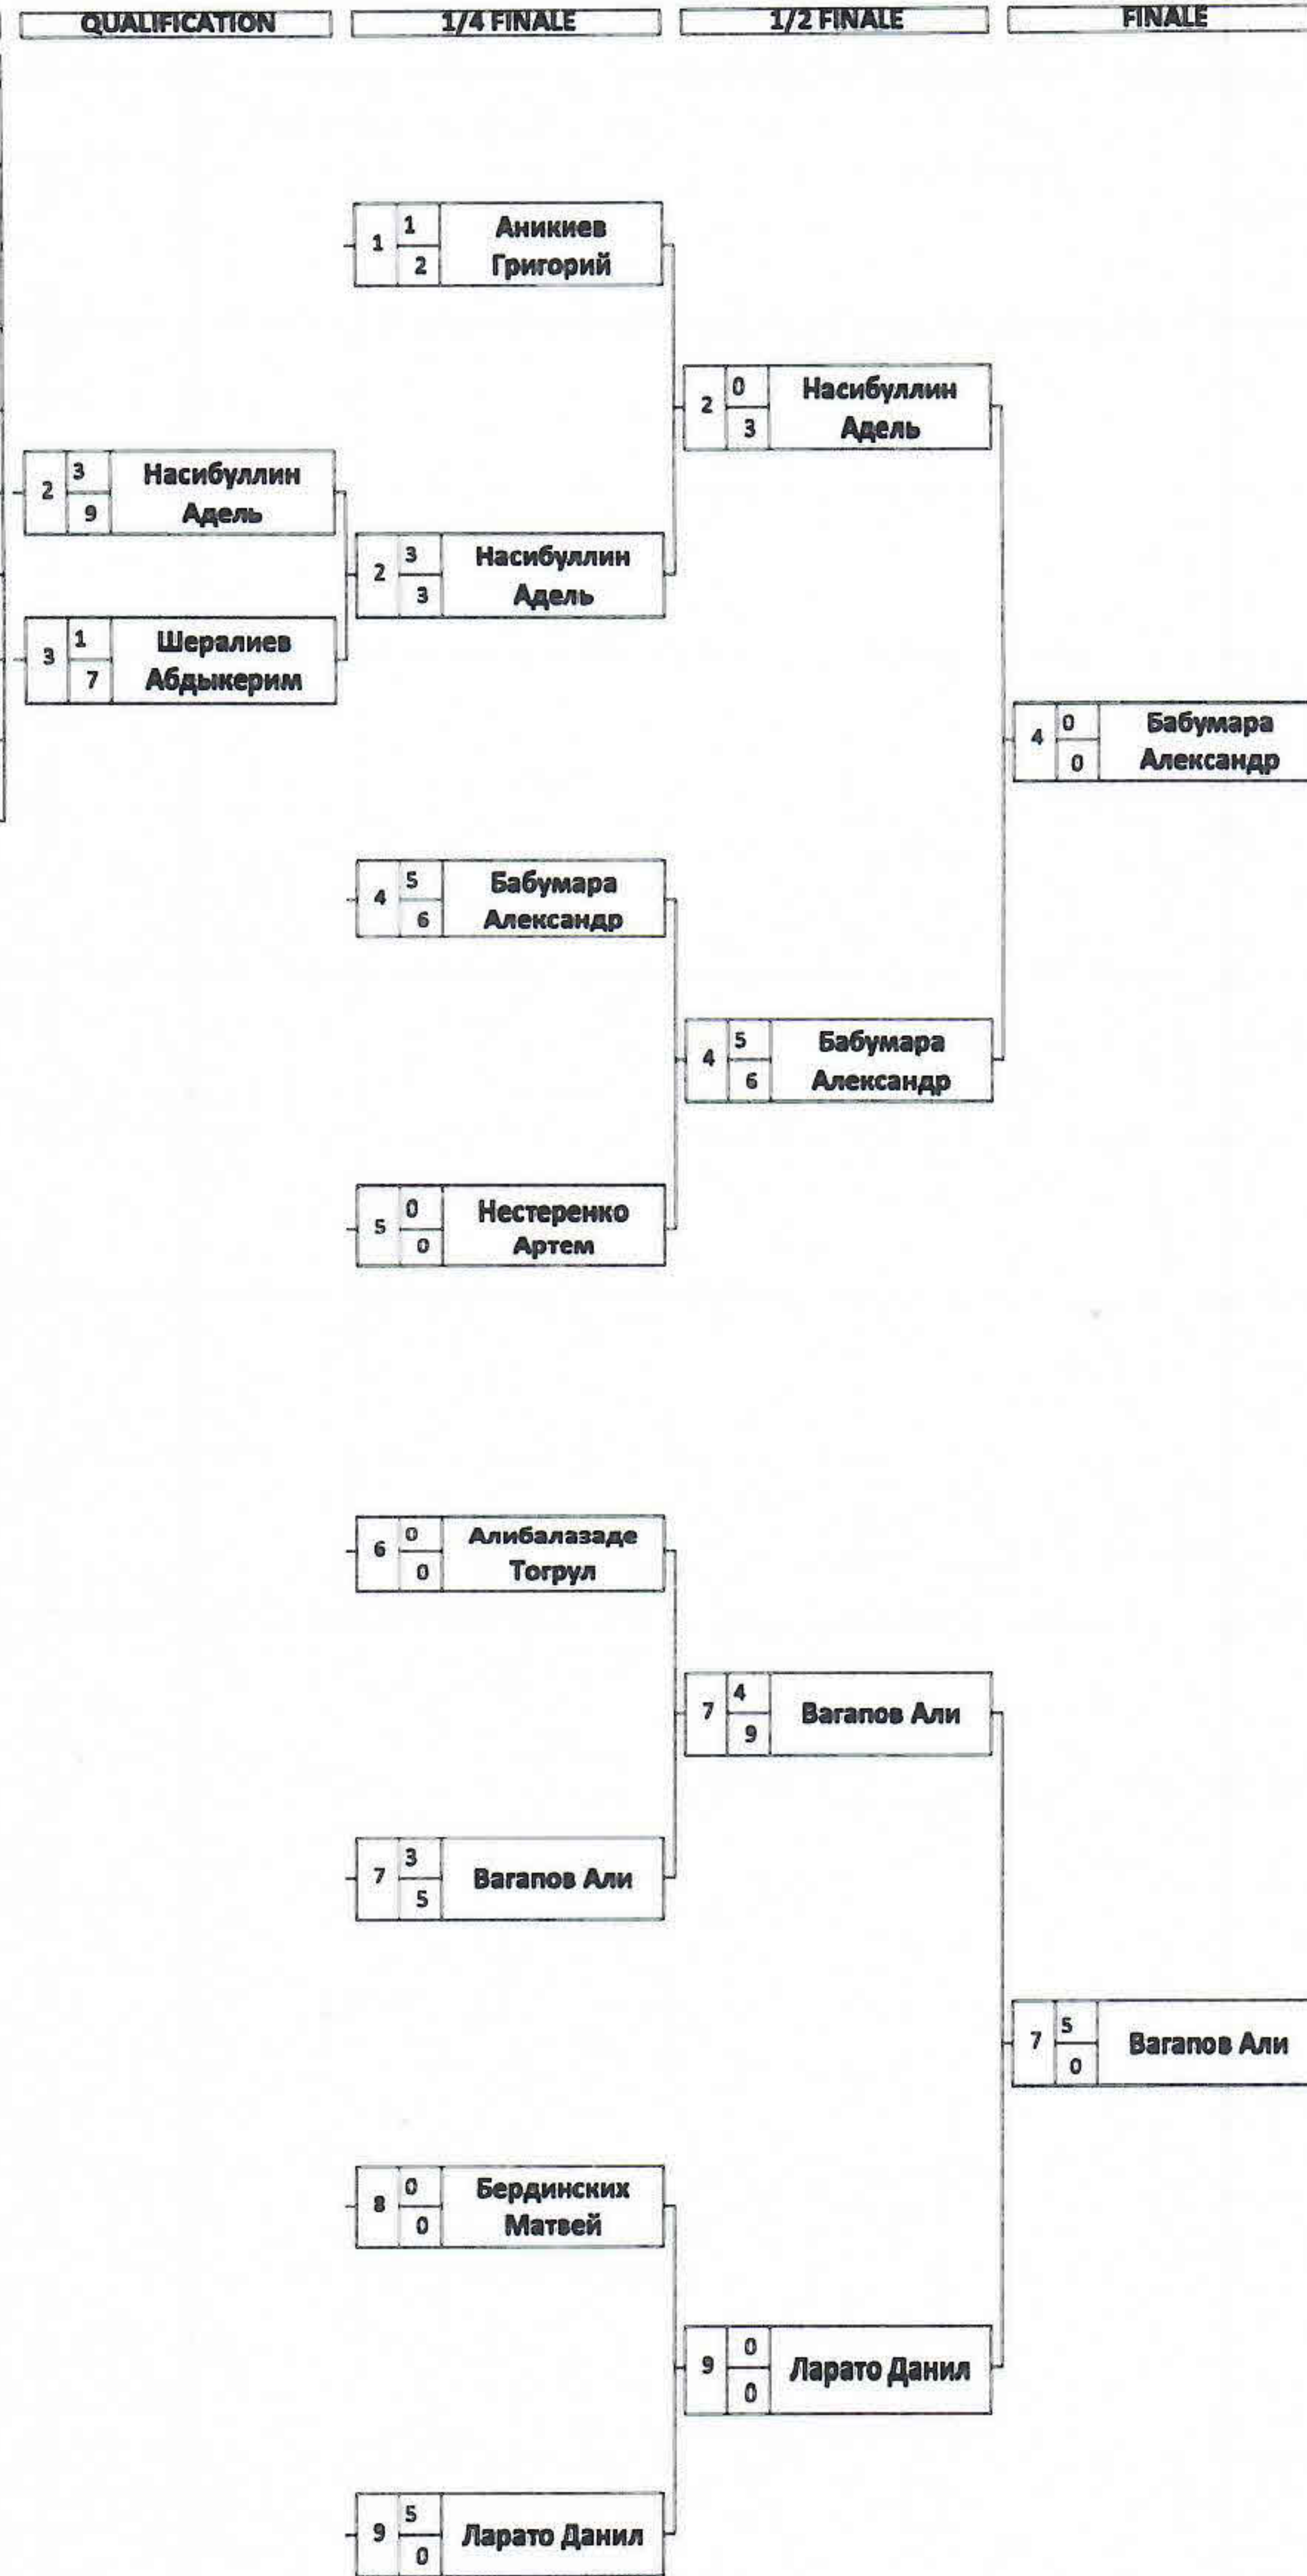 QUALIFICATION
1/4 FINALE
1/2 FINALE
FINALE
1 1 Аникиев
2 Григорий
2 0 Насибуллин
3 Адель
2 3 Насибуллин
9 Адель
2 3 Насибуллин
3 Адель
3 1 Шералиев
7 Абдыкерим
4 0 Бабумара
0 Александр
4 5 Бабумара
6 Александр
4 5 Бабумара
6 Александр
5 0 Нестеренко
0 Артем
6 0 Алибалазаде
0 Тогрул
7 4 Вагапов Али
9
7 3 Вагапов Али
5
7 5 Вагапов Али
0
8 0 Бердинских
0 Матвей
9 0 Ларато Данил
0
9 5 Ларато Данил
0